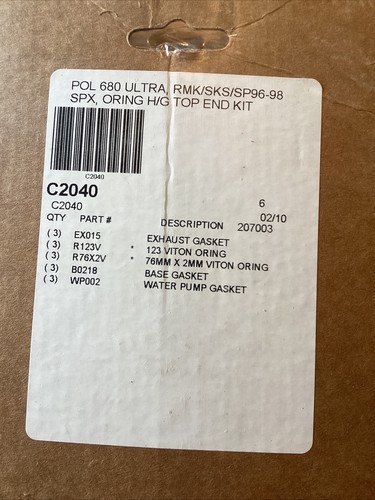 POL 680 ULTRA, RMK/SKS/SP96-98
SPX, ORING H/G TOP END KIT
C2040
C2040
C2040 6
QTY PART # DESCRIPTION 02/10 207003
( 3) EX015 EXHAUST GASKET
( 3) R123V * 123 VITON ORING
( 3) R76X2V * 76MM X 2MM VITON ORING
( 3) B0218 BASE GASKET
( 3) WP002 WATER PUMP GASKET